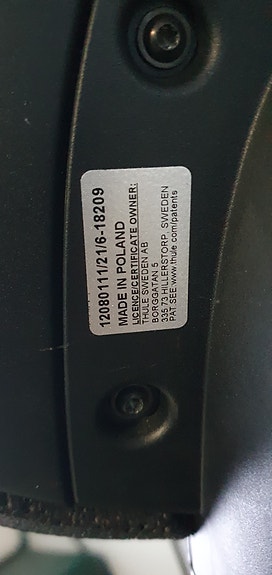 12080111/21/6-18209
MADE IN POLAND
LICENCE/CERTIFICATE OWNER:
THULE SWEDEN AB
BORGGATAN 5
335 73 HILLERSTORP, SWEDEN
PAT SEE.www.thule.com/patents